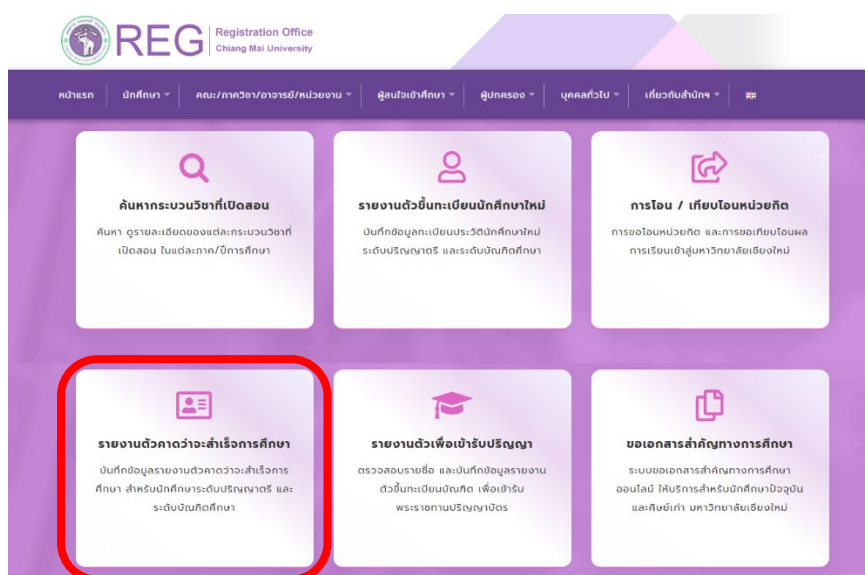 REG
Registration Office
Chiang Mai University
หน้าแรก นักศึกษา คณะ/ภาควิชา/อาจารย์/หน่วยงาน ผู้สนใจเข้าศึกษา ผู้ปกครอง บุคคลทั่วไป เกี่ยวกับสำนักฯ
ค้นหากระบวนวิชาที่เปิดสอน
ค้นหา ดูรายละเอียดของแต่ละกระบวนวิชาที่
เปิดสอน ในแต่ละภาค/ปีการศึกษา
รายงานตัวขึ้นทะเบียนนักศึกษาใหม่
บันทึกข้อมูลทะเบียนประวัตินักศึกษาใหม่
ระดับปริญญาตรี และระดับบัณฑิตศึกษา
การโอน / เทียบโอนหน่วยกิต
การขอโอนหน่วยกิต และการขอเทียบโอนผล
การเรียนเข้าสู่มหาวิทยาลัยเชียงใหม่
รายงานตัวคาดว่าจะสำเร็จการศึกษา
บันทึกข้อมูลรายงานตัวคาดว่าจะสำเร็จการ
ศึกษา สำหรับนักศึกษาระดับปริญญาตรี และ
ระดับบัณฑิตศึกษา
รายงานตัวเพื่อเข้ารับปริญญา
ตรวจสอบรายชื่อ และบันทึกข้อมูลรายงาน
ตัวขึ้นทะเบียนบัณฑิต เพื่อเข้ารับ
พระราชทานปริญญาบัตร
ขอเอกสารสำคัญทางการศึกษา
ระบบขอเอกสารสำคัญทางการศึกษา
ออนไลน์ ให้บริการสำหรับนักศึกษาปัจจุบัน
และศิษย์เก่า มหาวิทยาลัยเชียงใหม่